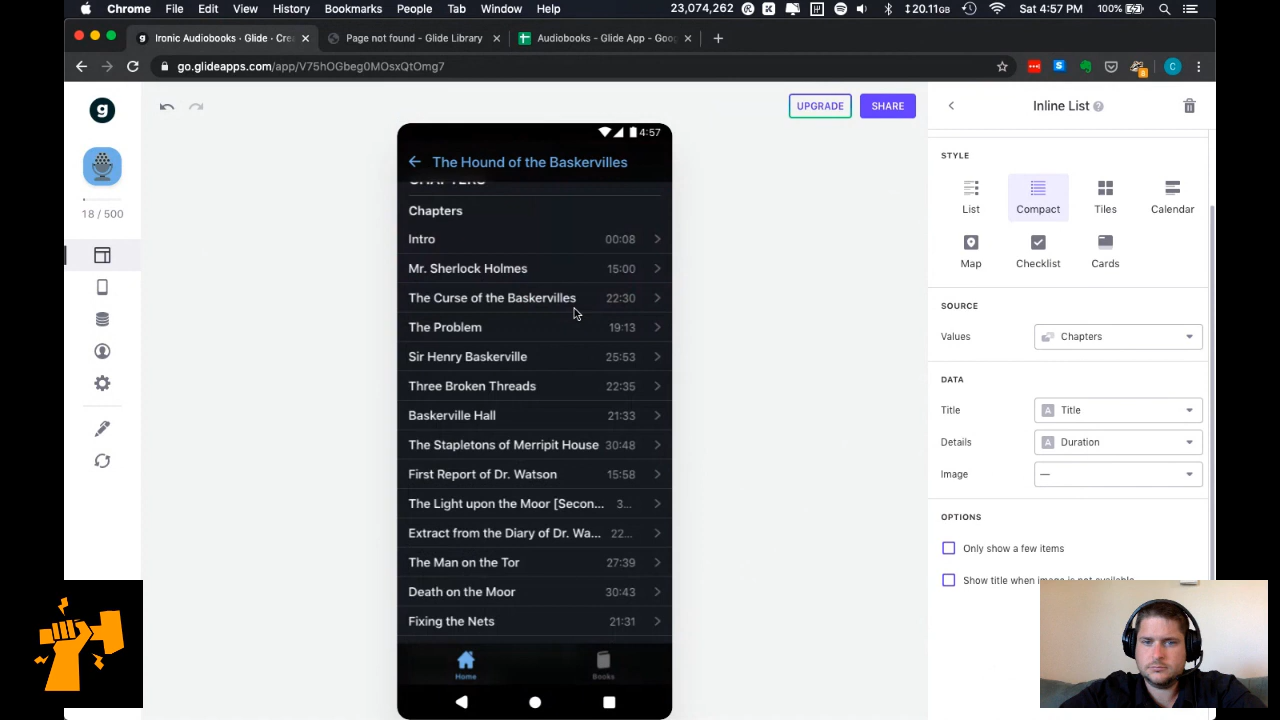 Chrome File Edit View History Bookmarks People Tab Window Help 23,074,262 20.11GB Sat 4:57 PM 100%
Ironic Audiobooks · Glide · Cre Page not found - Glide Library Audiobooks - Glide App - Goo
go.glideapps.com/app/V75hOGbeg0MOsxQtOmg7
g
18 / 500
UPGRADE SHARE
4:57
The Hound of the Baskervilles
CHAPTERS
Chapters
Intro 00:08
Mr. Sherlock Holmes 15:00
The Curse of the Baskervilles 22:30
The Problem 19:13
Sir Henry Baskerville 25:53
Three Broken Threads 22:35
Baskerville Hall 21:33
The Stapletons of Merripit House 30:48
First Report of Dr. Watson 15:58
The Light upon the Moor [Secon... 3...
Extract from the Diary of Dr. Wa... 22...
The Man on the Tor 27:39
Death on the Moor 30:43
Fixing the Nets 21:31
Home Books
Inline List
STYLE
List Compact Tiles Calendar
Map Checklist Cards
SOURCE
Values Chapters
DATA
Title A Title
Details A Duration
Image —
OPTIONS
Only show a few items
Show title when image is not available